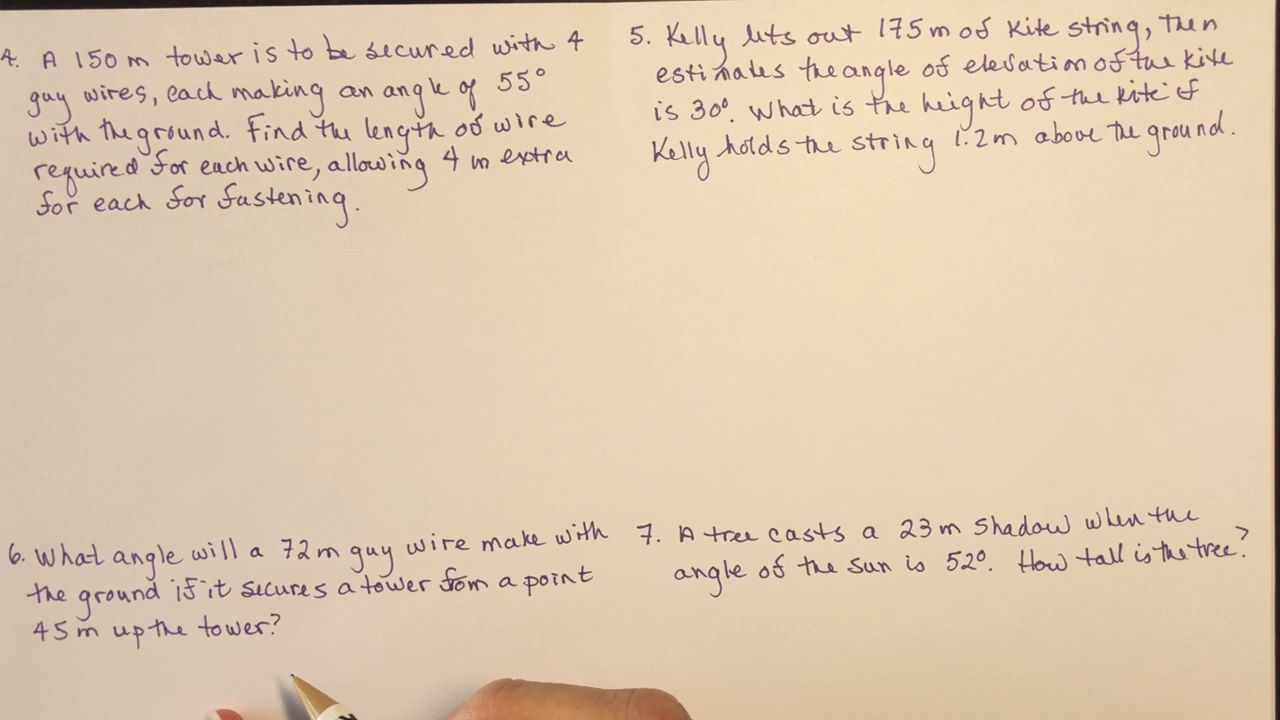 4. A 150 m tower is to be secured with 4
guy wires, each making an angle of 55°
with the ground. Find the length of wire
required for each wire, allowing 4 m extra
for each for fastening.
5. Kelly lets out 175 m of kite string, then
estimates the angle of elevation of the kite
is 30°. What is the height of the kite if
Kelly holds the string 1.2 m above the ground.
6. What angle will a 72 m guy wire make with
the ground if it secures a tower from a point
45 m up the tower?
7. A tree casts a 23 m shadow when the
angle of the sun is 52°. How tall is the tree?